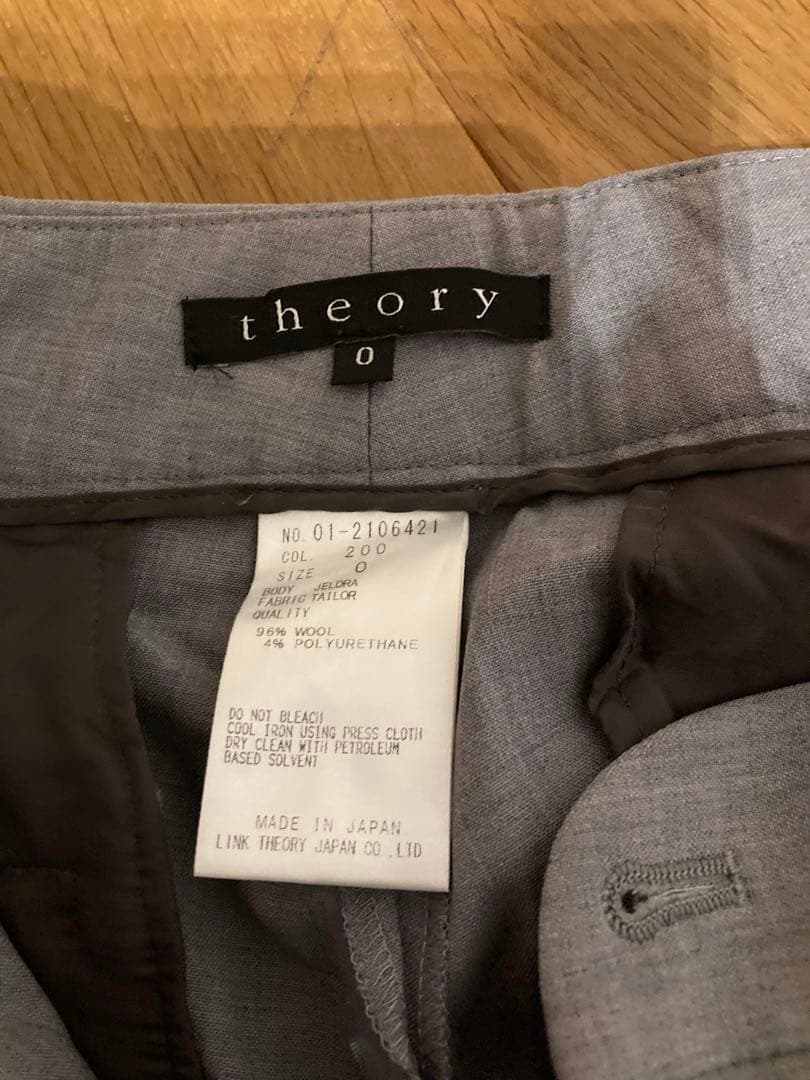 theory
0
NO. 01-2106421
COL. 200
SIZE 0
BODY JELDRA
FABRIC TAILOR
QUALITY
96% WOOL
4% POLYURETHANE
DO NOT BLEACH
COOL IRON USING PRESS CLOTH
DRY CLEAN WITH PETROLEUM
BASED SOLVENT
MADE IN JAPAN
LINK THEORY JAPAN CO.,LTD